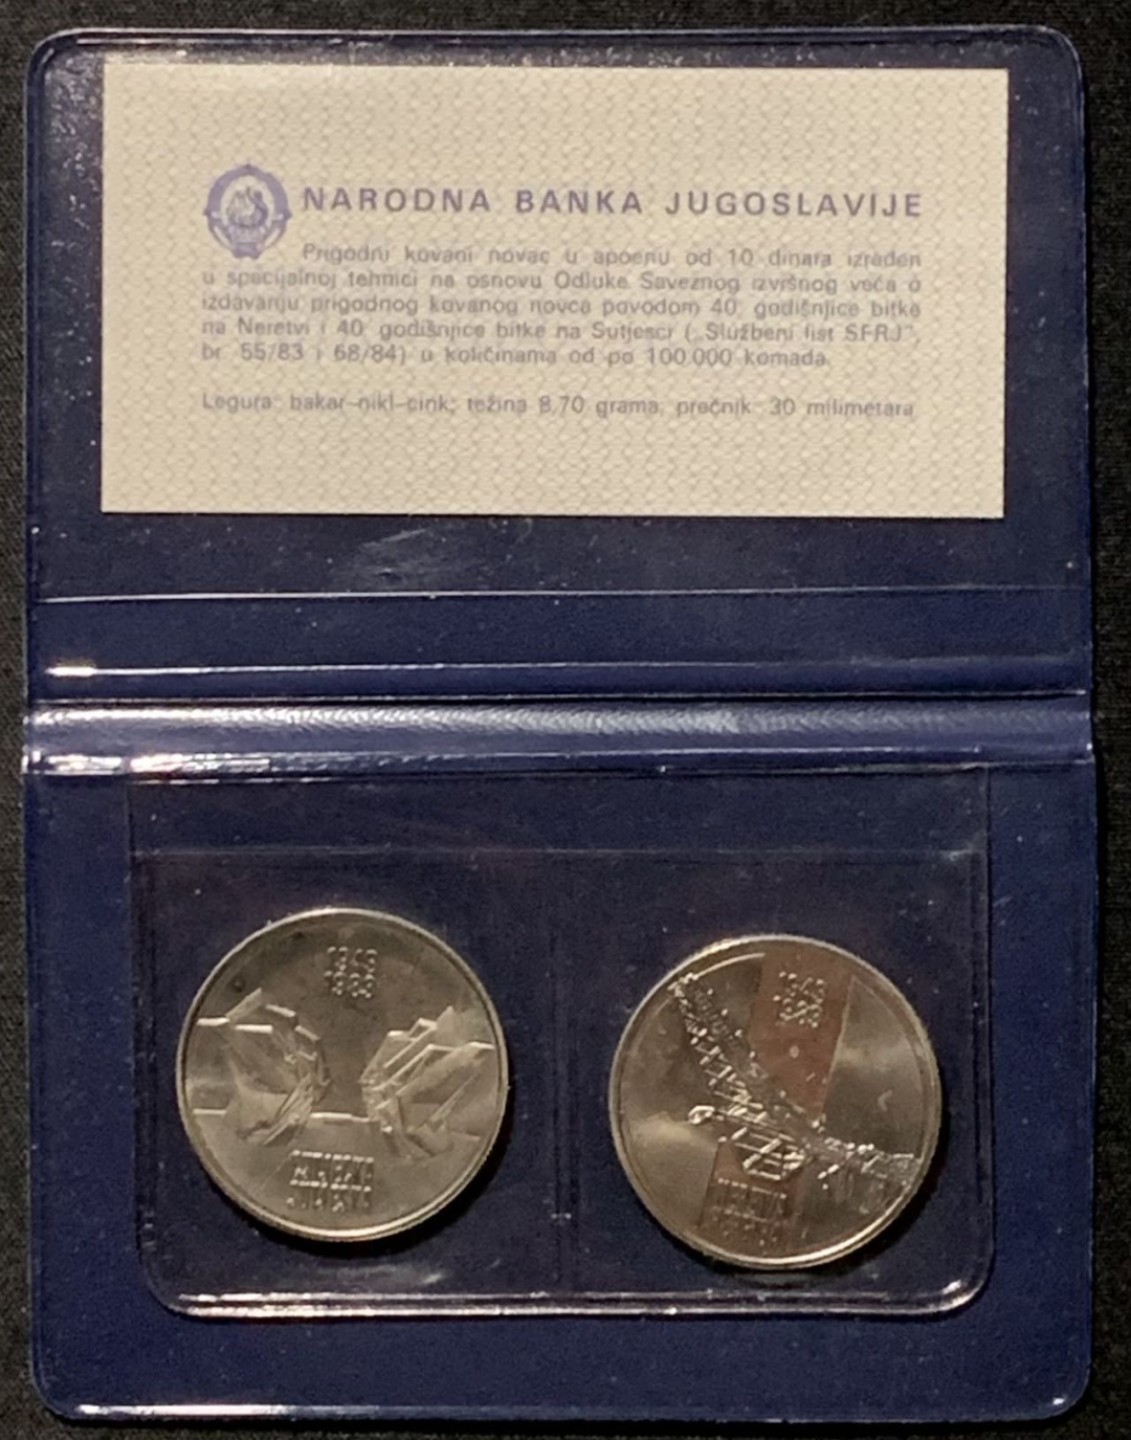 NARODNA BANKA JUGOSLAVIJE
Prigodni kovani novac u apoenu od 10 dinara izrađen
u specijalnoj tehnici na osnovu Odluke Saveznog izvršnog veća o
izdavanju prigodnog kovanog novca povodom 40. godišnjice bitke
na Neretvi i 40. godišnjice bitke na Sutjesci („Službeni list SFRJ",
br. 55/83 i 68/84) u količinama od po 100.000 komada.
Legura: bakar-nikl-cink; težina 8,70 grama; prečnik: 30 milimetara
1943
1983
1943
1983